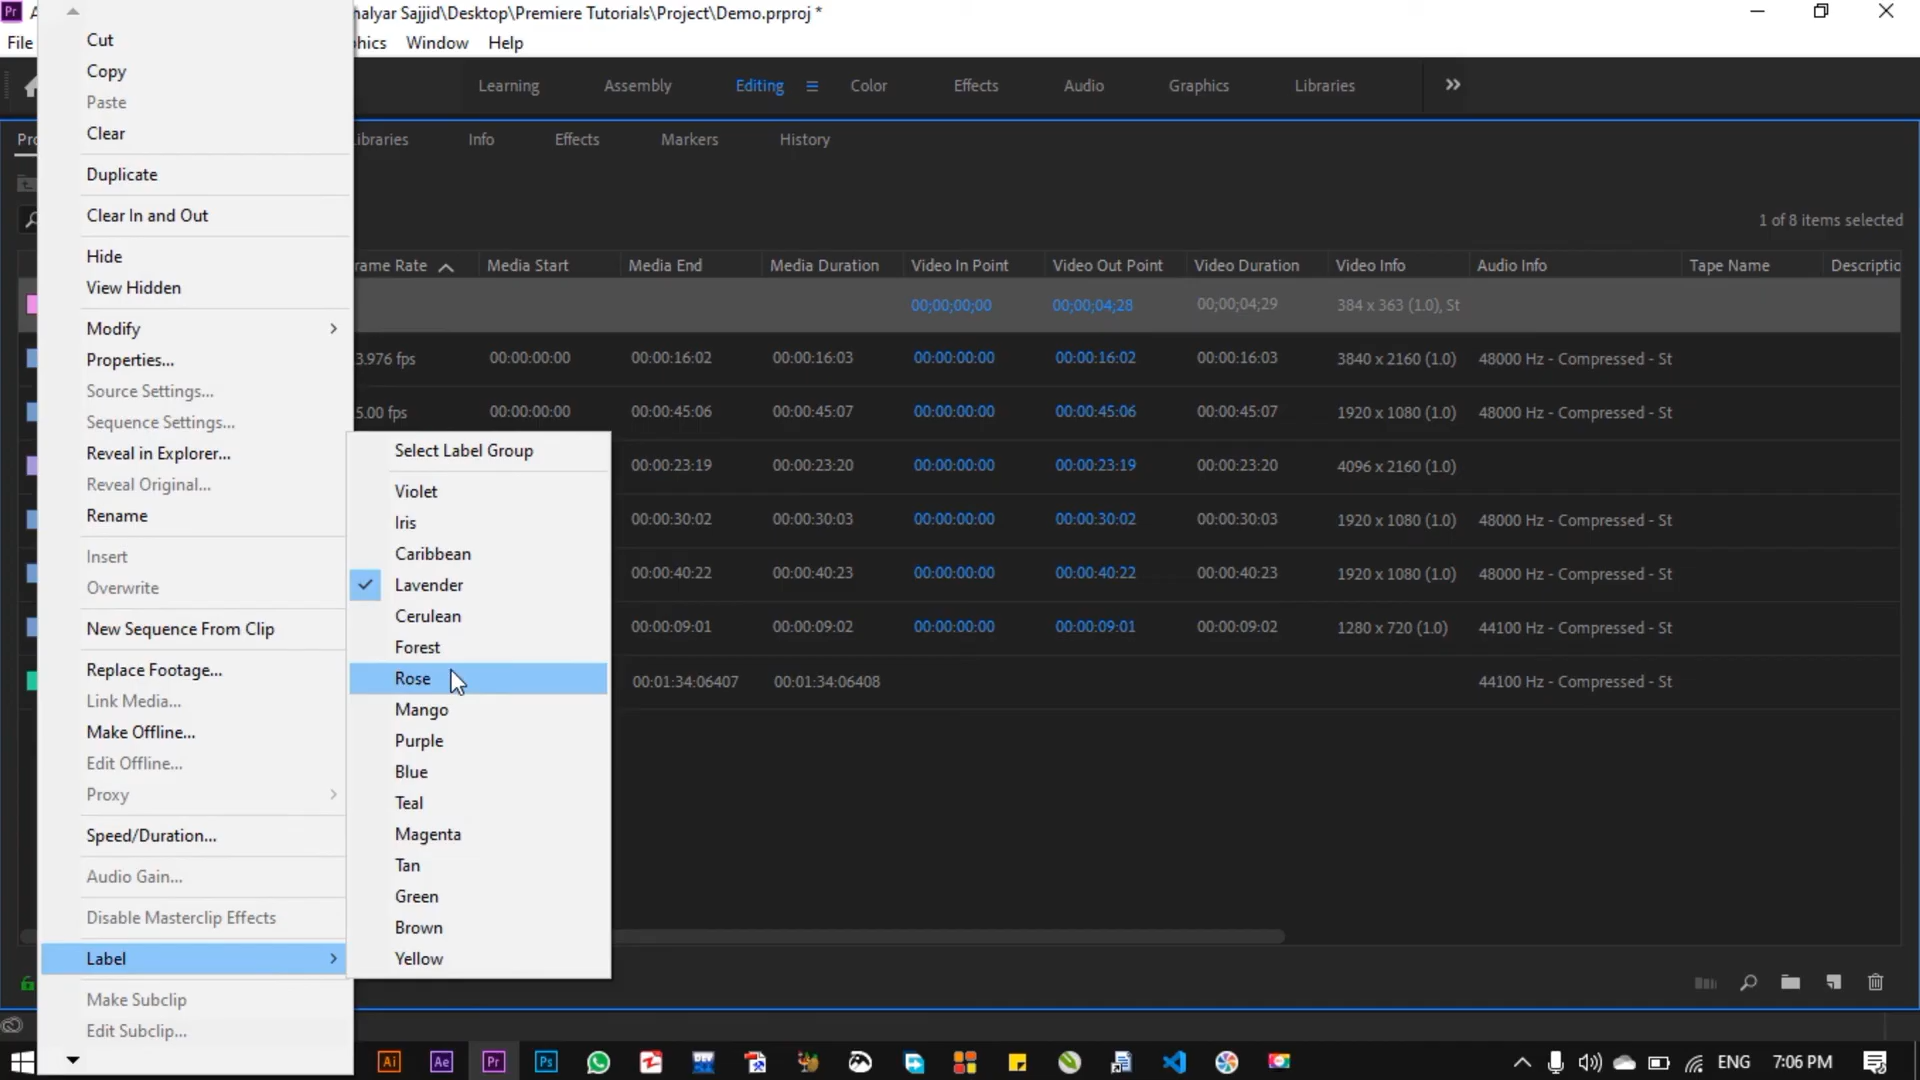 Pr
halyar Sajjid\Desktop\Premiere Tutorials\Project\Demo.prproj *
File
hics Window Help
Learning Assembly Editing Color Effects Audio Graphics Libraries
Pro
ibraries Info Effects Markers History
1 of 8 items selected
rame Rate Media Start Media End Media Duration Video In Point Video Out Point Video Duration Video Info Audio Info Tape Name Descriptio
00;00;00;00 00;00;04;28 00;00;04;29 384 x 363 (1.0), St
3.976 fps 00:00:00:00 00:00:16:02 00:00:16:03 00:00:00:00 00:00:16:02 00:00:16:03 3840 x 2160 (1.0) 48000 Hz - Compressed - St
5.00 fps 00:00:00:00 00:00:45:06 00:00:45:07 00:00:00:00 00:00:45:06 00:00:45:07 1920 x 1080 (1.0) 48000 Hz - Compressed - St
00:00:23:19 00:00:23:20 00:00:00:00 00:00:23:19 00:00:23:20 4096 x 2160 (1.0)
00:00:30:02 00:00:30:03 00:00:00:00 00:00:30:02 00:00:30:03 1920 x 1080 (1.0) 48000 Hz - Compressed - St
00:00:40:22 00:00:40:23 00:00:00:00 00:00:40:22 00:00:40:23 1920 x 1080 (1.0) 48000 Hz - Compressed - St
00:00:09:01 00:00:09:02 00:00:00:00 00:00:09:01 00:00:09:02 1280 x 720 (1.0) 44100 Hz - Compressed - St
00:01:34:06407 00:01:34:06408 44100 Hz - Compressed - St
Cut
Copy
Paste
Clear
Duplicate
Clear In and Out
Hide
View Hidden
Modify
Properties...
Source Settings...
Sequence Settings...
Reveal in Explorer...
Reveal Original...
Rename
Insert
Overwrite
New Sequence From Clip
Replace Footage...
Link Media...
Make Offline...
Edit Offline...
Proxy
Speed/Duration...
Audio Gain...
Disable Masterclip Effects
Label
Make Subclip
Edit Subclip...
Select Label Group
Violet
Iris
Caribbean
Lavender
Cerulean
Forest
Rose
Mango
Purple
Blue
Teal
Magenta
Tan
Green
Brown
Yellow
Ai Ae Pr Ps
ENG 7:06 PM